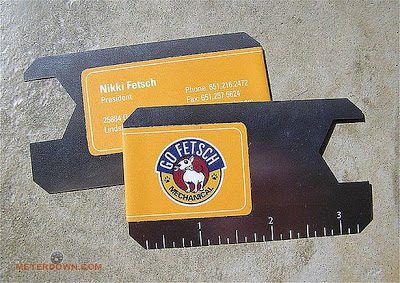 Nikki Fetsch
President
Phone: 651.216.2472
Fax: 651.257.5624
25884
GO FETSCH
MECHANICAL
1 2 3
METERDOWN.COM